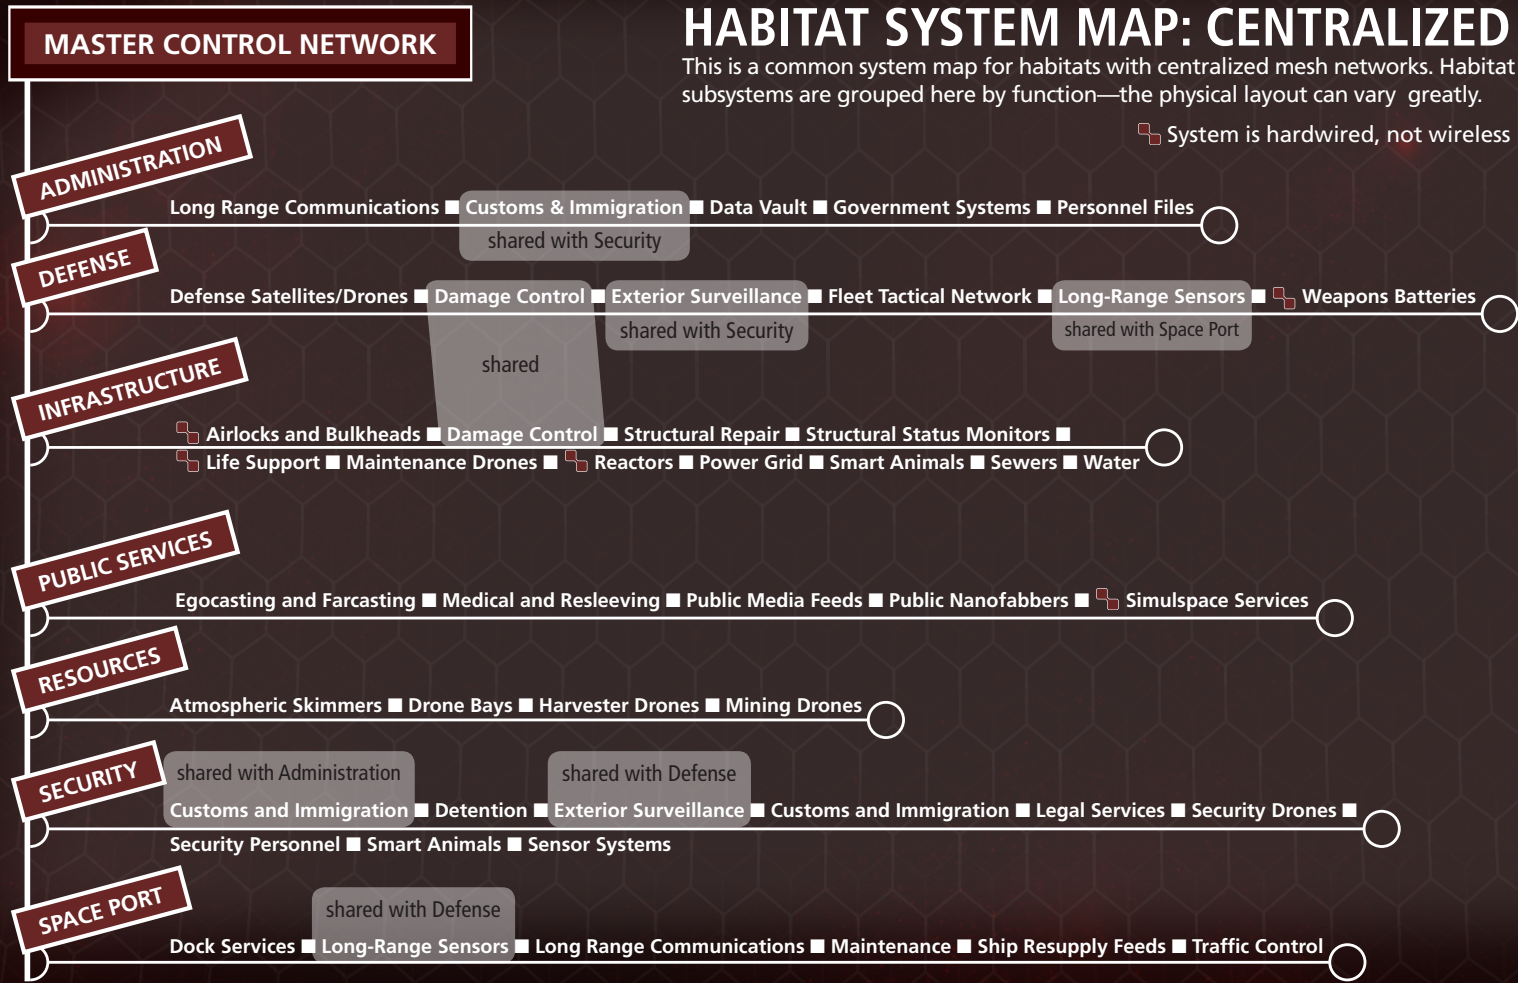 MASTER CONTROL NETWORK
HABITAT SYSTEM MAP: CENTRALIZED
This is a common system map for habitats with centralized mesh networks. Habitat
subsystems are grouped here by function—the physical layout can vary greatly.
System is hardwired, not wireless
ADMINISTRATION
Long Range Communications ■ Customs & Immigration ■ Data Vault ■ Government Systems ■ Personnel Files
shared with Security
DEFENSE
Defense Satellites/Drones ■ Damage Control ■ Exterior Surveillance ■ Fleet Tactical Network ■ Long-Range Sensors ■ Weapons Batteries
shared with Security
shared with Space Port
shared
INFRASTRUCTURE
Airlocks and Bulkheads ■ Damage Control ■ Structural Repair ■ Structural Status Monitors ■
Life Support ■ Maintenance Drones ■ Reactors ■ Power Grid ■ Smart Animals ■ Sewers ■ Water
PUBLIC SERVICES
Egocasting and Farcasting ■ Medical and Resleeving ■ Public Media Feeds ■ Public Nanofabbers ■ Simulspace Services
RESOURCES
Atmospheric Skimmers ■ Drone Bays ■ Harvester Drones ■ Mining Drones
SECURITY
shared with Administration
shared with Defense
Customs and Immigration ■ Detention ■ Exterior Surveillance ■ Customs and Immigration ■ Legal Services ■ Security Drones ■
Security Personnel ■ Smart Animals ■ Sensor Systems
SPACE PORT
shared with Defense
Dock Services ■ Long-Range Sensors ■ Long Range Communications ■ Maintenance ■ Ship Resupply Feeds ■ Traffic Control